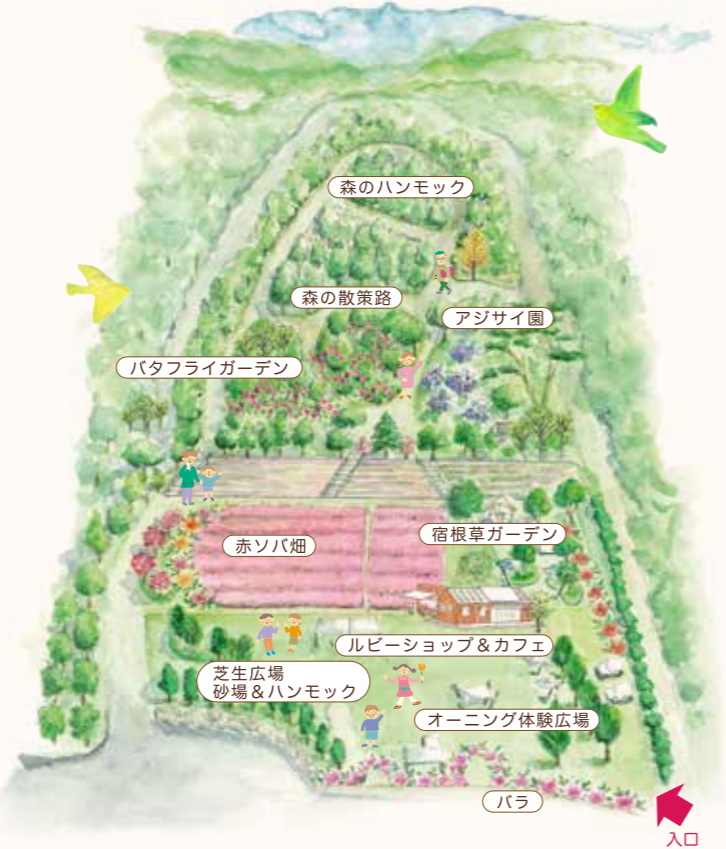 森のハンモック
森の散策路
アジサイ園
バタフライガーデン
宿根草ガーデン
赤ソバ畑
ルビーショップ&カフェ
芝生広場
砂場&ハンモック
オーニング体験広場
バラ
入口